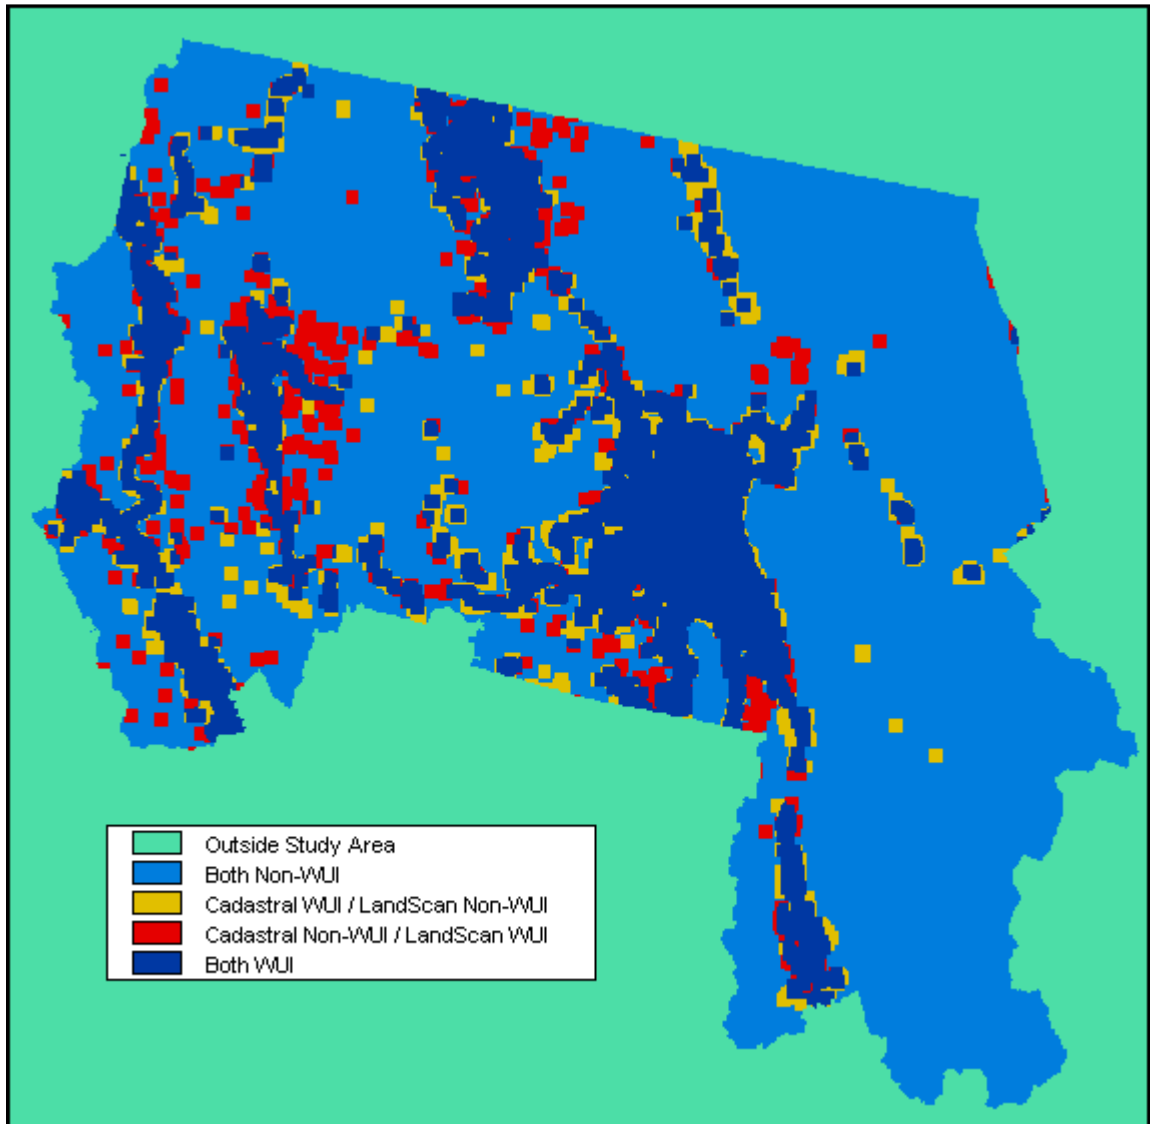 Outside Study Area
Both Non-WUI
Cadastral WUI / LandScan Non-WUI
Cadastral Non-WUI / LandScan WUI
Both WUI